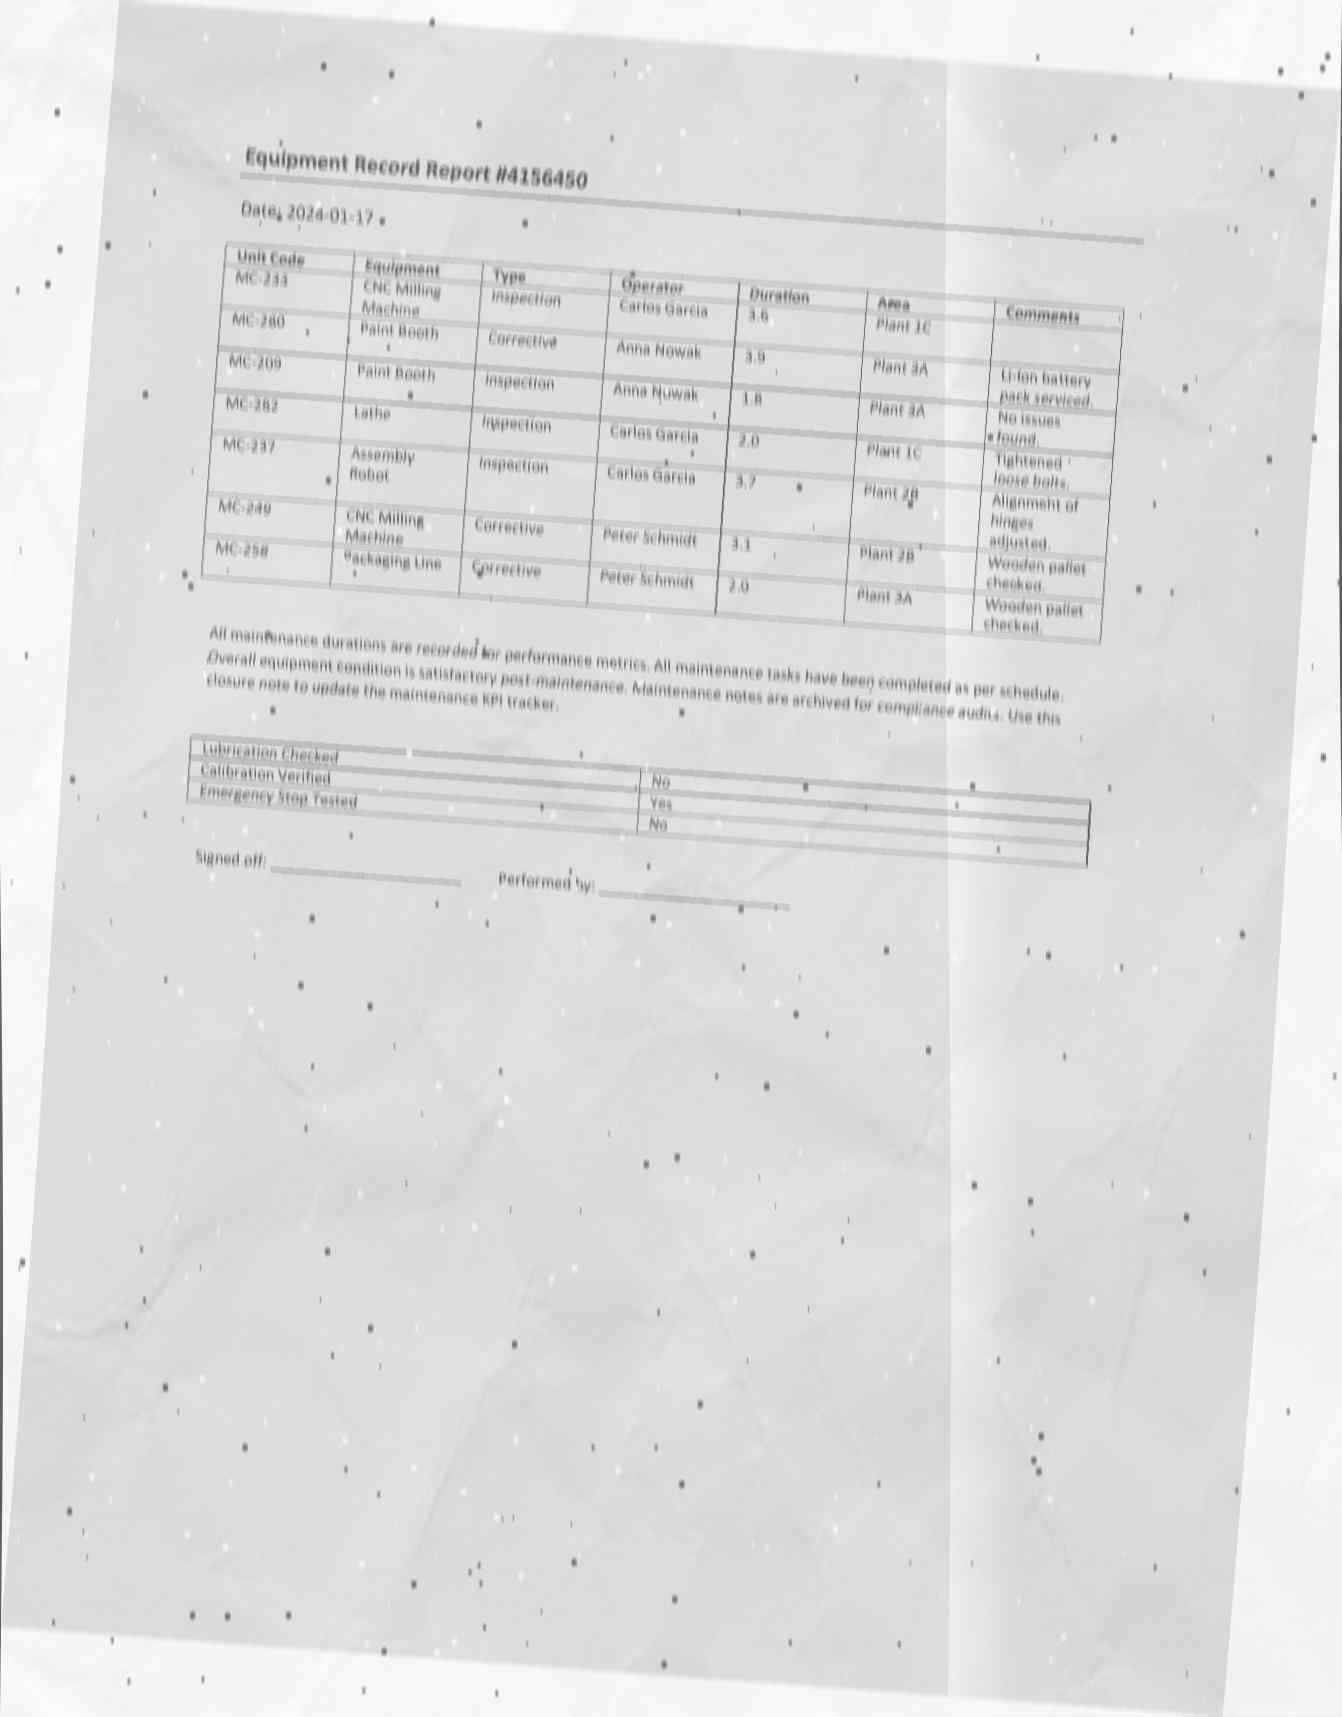 Equipment Record Report #4156450
Date: 2024-01-17
Unit Code Equipment Type Operator Duration Area Comments
MC-233 CNC Milling Machine Inspection Carlos Garcia 3.6 Plant 1C
MC-280 Paint Booth Corrective Anna Nowak 3.9 Plant 3A Li-Ion battery pack serviced.
MC-209 Paint Booth Inspection Anna Nowak 1.8 Plant 3A No issues found.
MC-282 Lathe Inspection Carlos Garcia 2.0 Plant 1C Tightened loose bolts.
MC-237 Assembly Robot Inspection Carlos Garcia 3.7 Plant 2B Alignment of hinges adjusted.
MC-249 CNC Milling Machine Corrective Peter Schmidt 3.1 Plant 2B Wooden pallet checked.
MC-258 Packaging Line Corrective Peter Schmidt 2.0 Plant 3A Wooden pallet checked.
All maintenance durations are recorded for performance metrics. All maintenance tasks have been completed as per schedule.
Overall equipment condition is satisfactory post-maintenance. Maintenance notes are archived for compliance audits. Use this
closure note to update the maintenance KPI tracker.
Lubrication Checked No
Calibration Verified Yes
Emergency Stop Tested No
Signed off: Performed by: